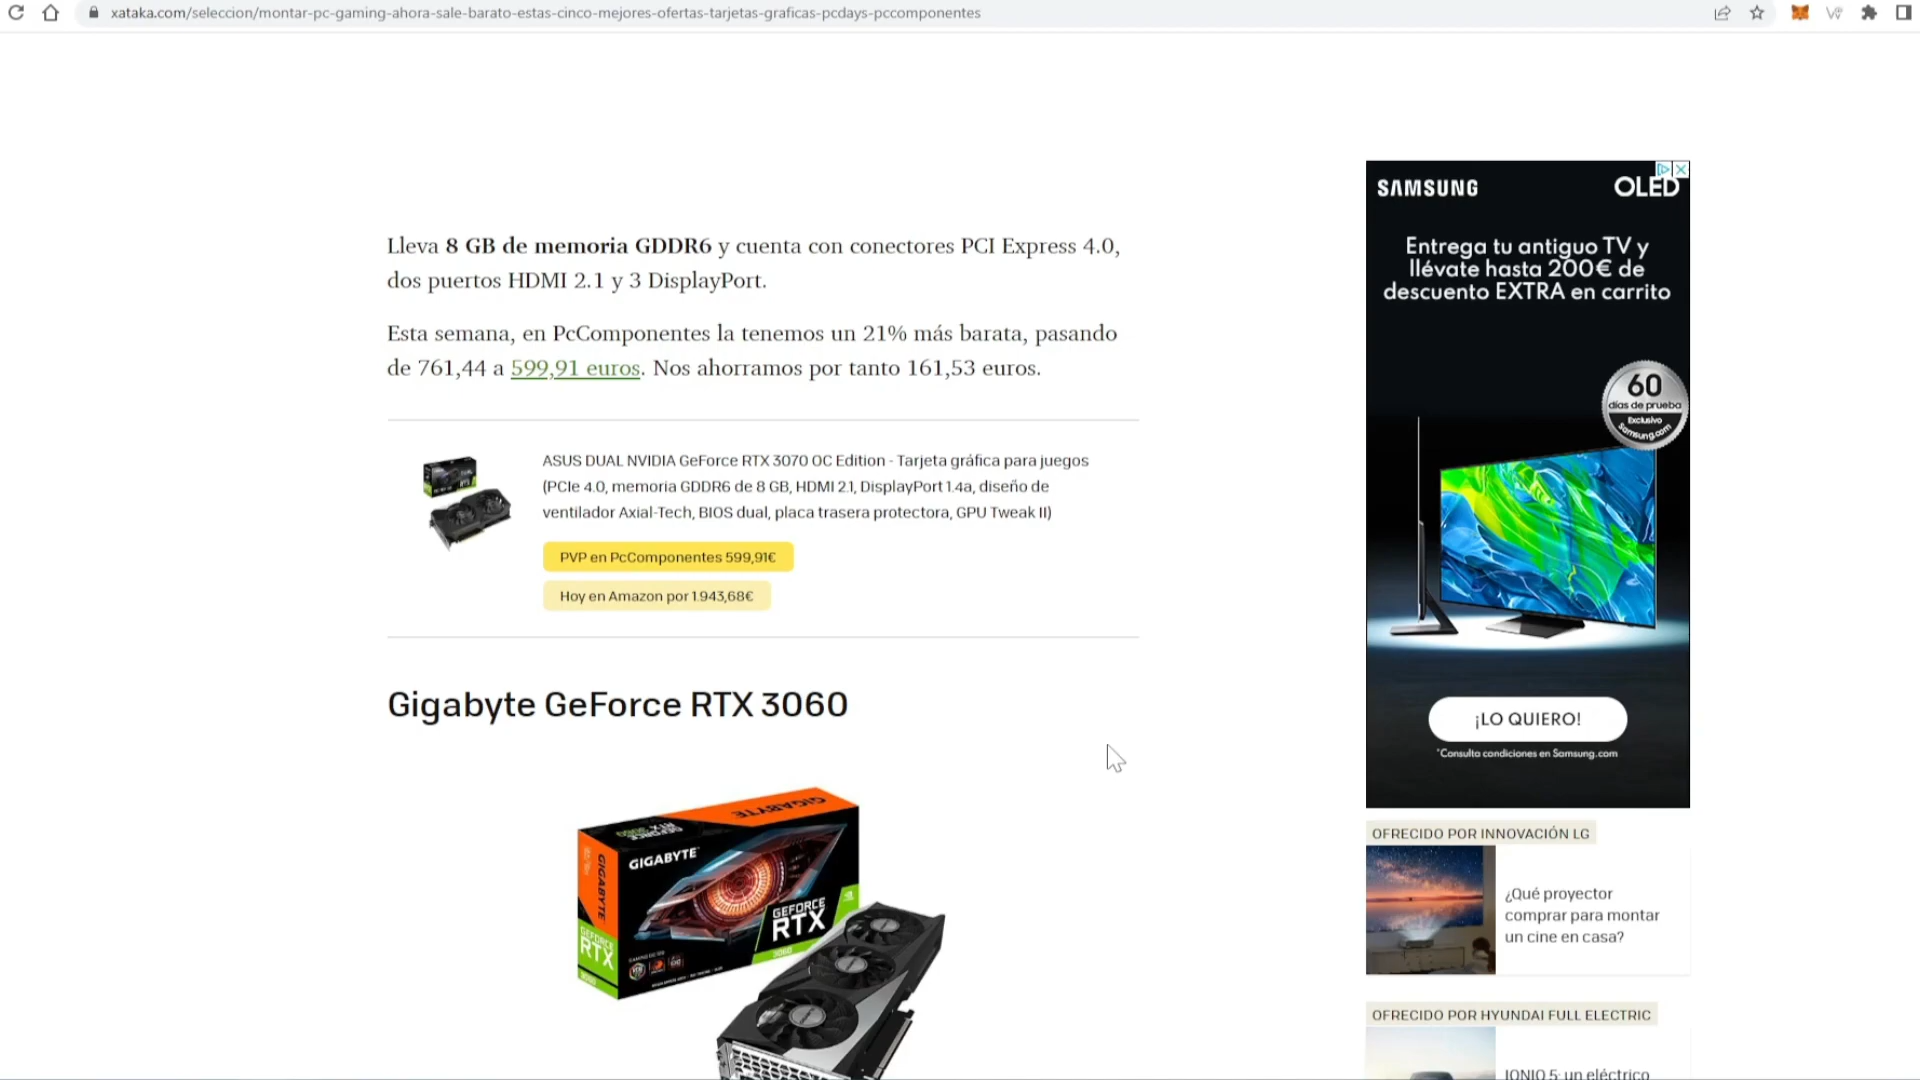 xataka.com/seleccion/montar-pc-gaming-ahora-sale-barato-estas-cinco-mejores-ofertas-tarjetas-graficas-pcdays-pccomponentes
Lleva 8 GB de memoria GDDR6 y cuenta con conectores PCI Express 4.0,
dos puertos HDMI 2.1 y 3 DisplayPort.
Esta semana, en PcComponentes la tenemos un 21% más barata, pasando
de 761,44 a 599,91 euros. Nos ahorramos por tanto 161,53 euros.
ASUS DUAL NVIDIA GeForce RTX 3070 OC Edition - Tarjeta gráfica para juegos
(PCIe 4.0, memoria GDDR6 de 8 GB, HDMI 2.1, DisplayPort 1.4a, diseño de
ventilador Axial-Tech, BIOS dual, placa trasera protectora, GPU Tweak II)
PVP en PcComponentes 599,91€
Hoy en Amazon por 1.943,68€
Gigabyte GeForce RTX 3060
GIGABYTE
GIGABYTE
GIGABYTE
GEFORCE
RTX
3060
GEFORCE
RTX
SAMSUNG
OLED
Entrega tu antiguo TV y
llévate hasta 200€ de
descuento EXTRA en carrito
60
días de prueba
Exclusivo
Samsung.com
¡LO QUIERO!
*Consulta condiciones en Samsung.com
OFRECIDO POR INNOVACIÓN LG
¿Qué proyector
comprar para montar
un cine en casa?
OFRECIDO POR HYUNDAI FULL ELECTRIC
IONIQ 5: un eléctrico